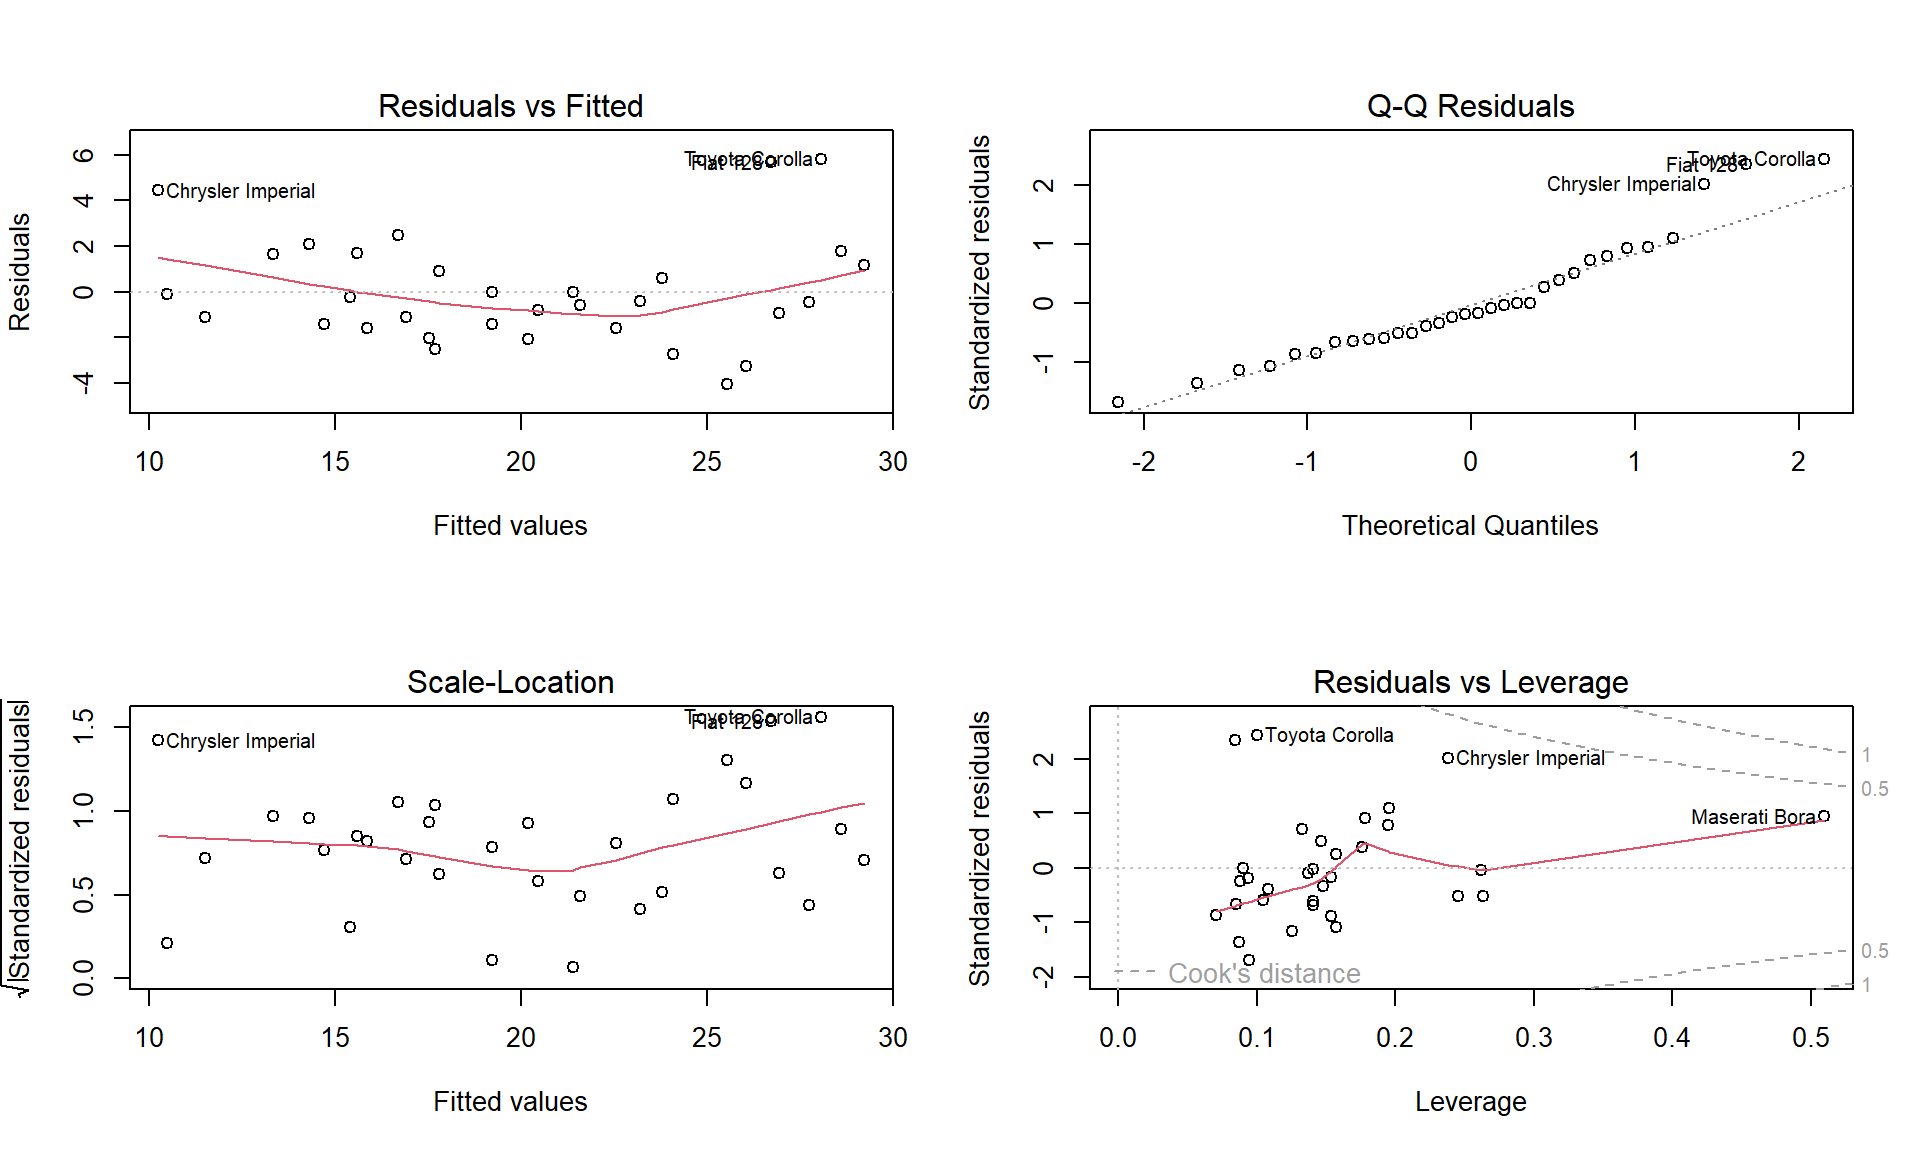 Residuals vs Fitted
Residuals
6
4
2
0
-4
Toyota Corolla
Fiat 128
Chrysler Imperial
10 15 20 25 30
Fitted values
Q-Q Residuals
Standardized residuals
2
1
0
-1
Toyota Corolla
Fiat 128
Chrysler Imperial
-2 -1 0 1 2
Theoretical Quantiles
Scale-Location
√|Standardized residuals|
1.5
1.0
0.5
0.0
Toyota Corolla
Fiat 128
Chrysler Imperial
10 15 20 25 30
Fitted values
Residuals vs Leverage
Standardized residuals
2
1
0
-1
-2
Toyota Corolla
Chrysler Imperial
Maserati Bora
1
0.5
0.5
1
Cook's distance
0.0 0.1 0.2 0.3 0.4 0.5
Leverage